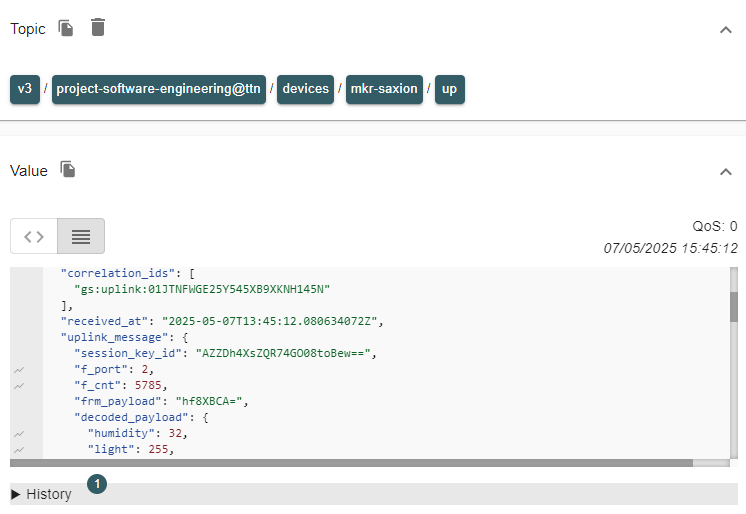 Topic
v3 / project-software-engineering@ttn / devices / mkr-saxion / up
Value
QoS: 0
07/05/2025 15:45:12
"correlation_ids": [
"gs:uplink:01JTNFWGE25Y545XB9XKNH145N"
],
"received_at": "2025-05-07T13:45:12.080634072Z",
"uplink_message": {
"session_key_id": "AZZDh4XsZQR74GO08toBew==",
"f_port": 2,
"f_cnt": 5785,
"frm_payload": "hf8XBCA=",
"decoded_payload": {
"humidity": 32,
"light": 255,
History 1